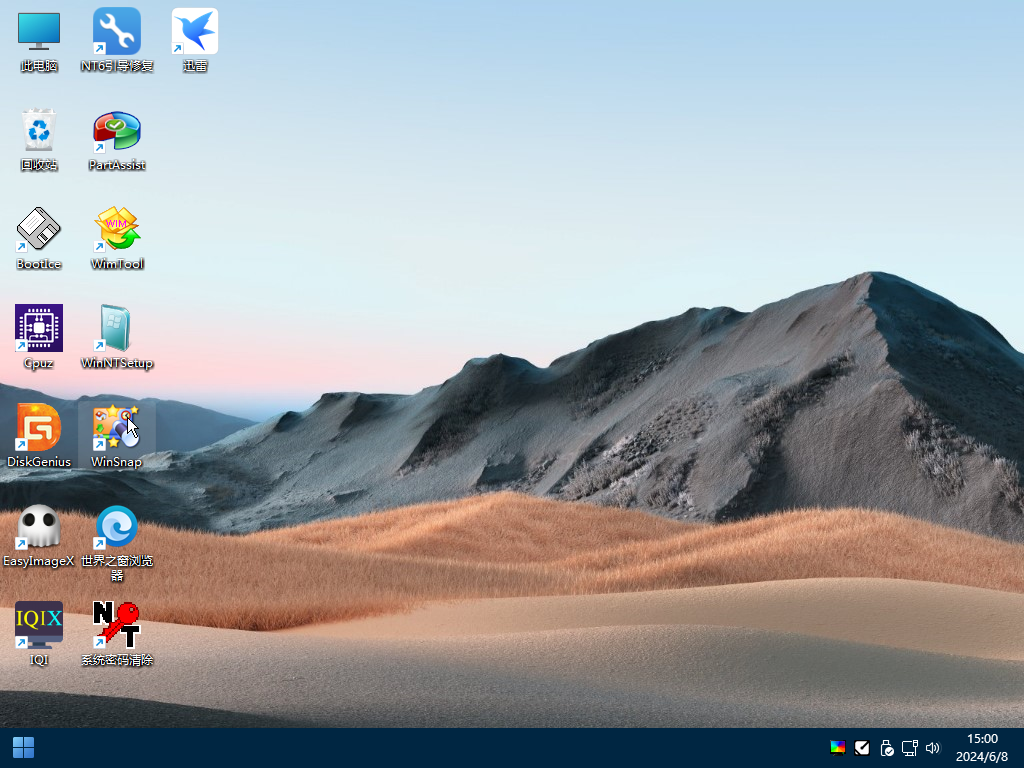 此电脑
NT6引导修复
迅雷
回收站
PartAssist
BootIce
WIM
WimTool
Cpuz
WinNTSetup
DiskGenius
WinSnap
EasyImageX
世界之窗浏览
器
IQIX
IQI
N
T
系统密码清除
15:00
2024/6/8